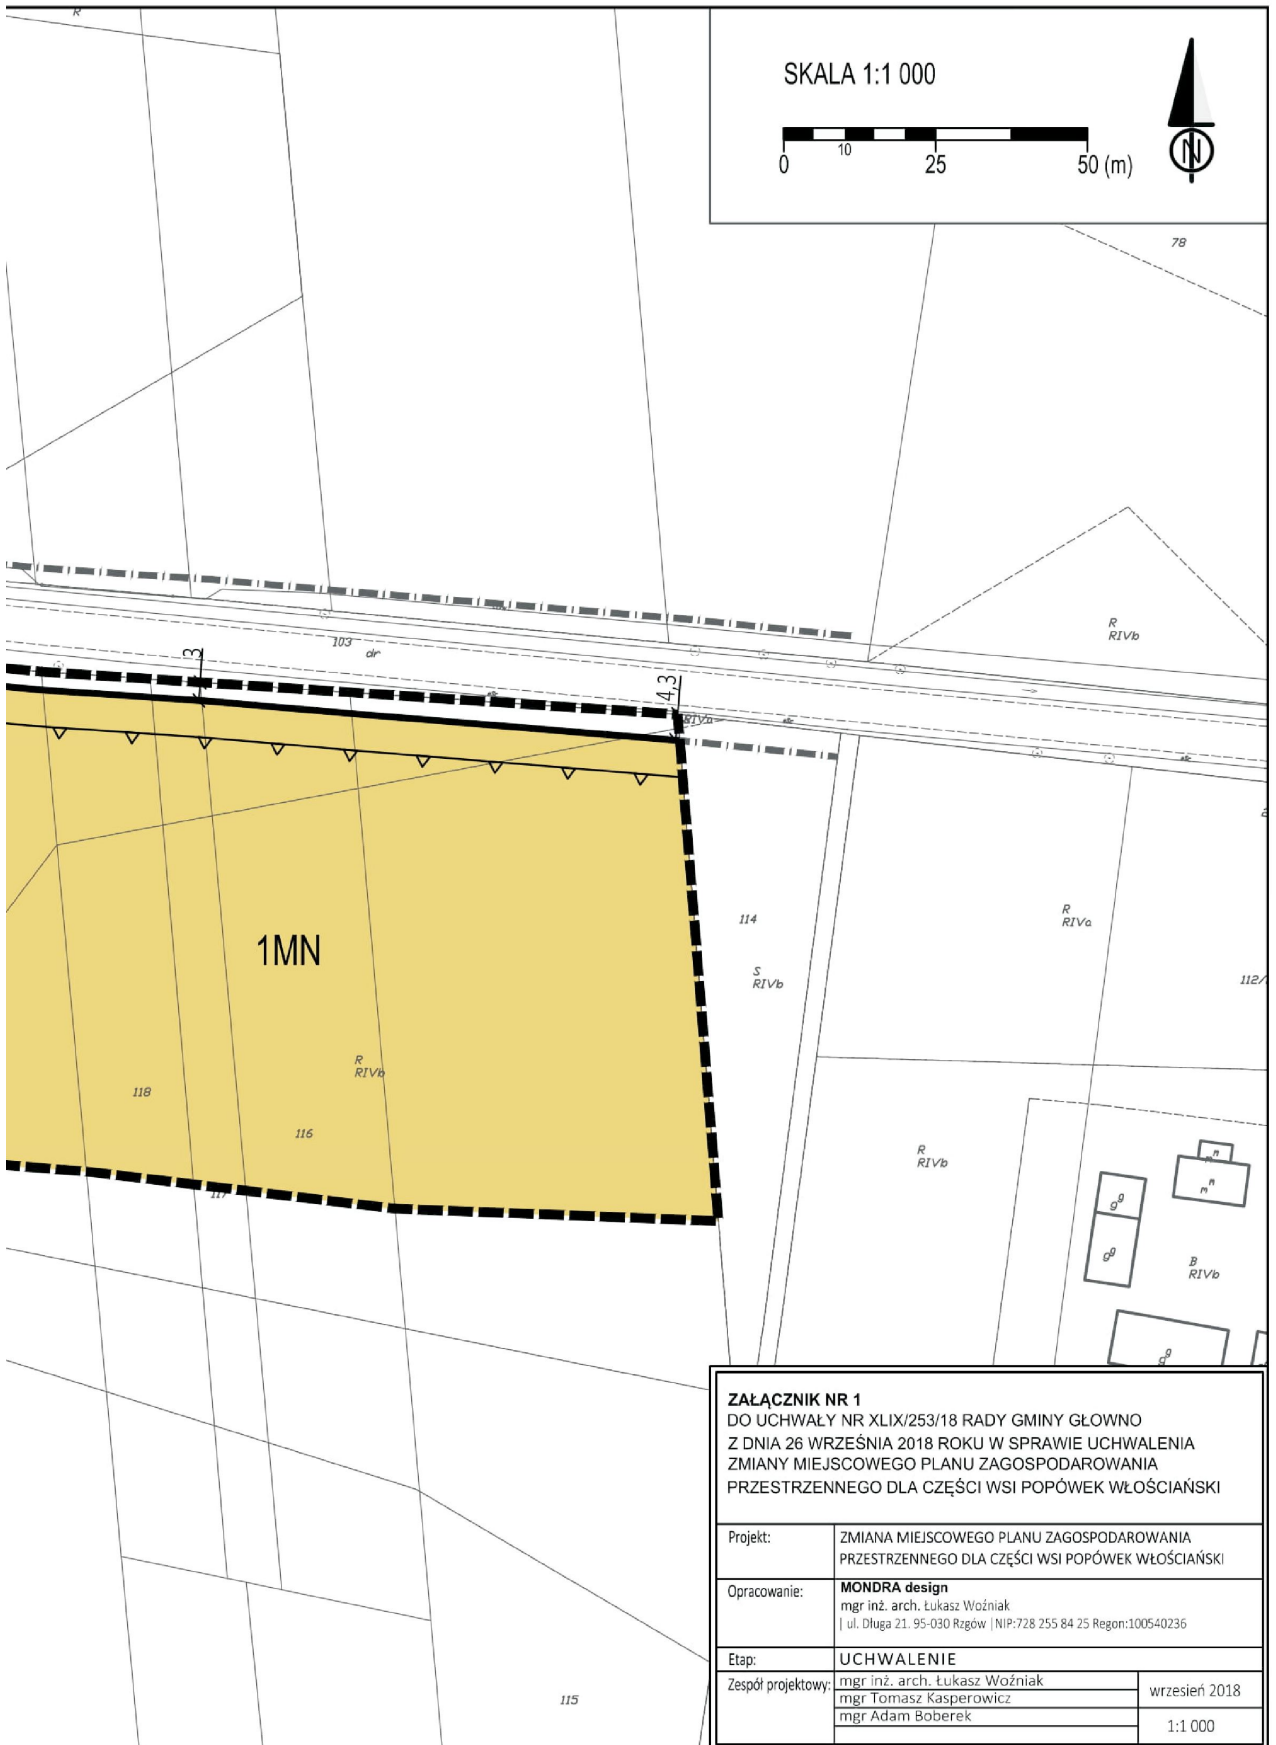 R
SKALA 1:1 000
0 10 25 50 (m)
N
78
R
RIVb
103 dr
3
4,3
RIVa
114
S
RIVb
R
RIVa
112/
1MN
R
RIVb
118
116
117
R
RIVb
m n
m n
g g
g g
B
RIVb
g g
115
ZAŁĄCZNIK NR 1
DO UCHWAŁY NR XLIX/253/18 RADY GMINY GŁOWNO
Z DNIA 26 WRZEŚNIA 2018 ROKU W SPRAWIE UCHWALENIA
ZMIANY MIEJSCOWEGO PLANU ZAGOSPODAROWANIA
PRZESTRZENNEGO DLA CZĘŚCI WSI POPÓWEK WŁOŚCIAŃSKI
Projekt: ZMIANA MIEJSCOWEGO PLANU ZAGOSPODAROWANIA
PRZESTRZENNEGO DLA CZĘŚCI WSI POPÓWEK WŁOŚCIAŃSKI
Opracowanie: MONDRA design
mgr inż. arch. Łukasz Woźniak
| ul. Długa 21. 95-030 Rzgów | NIP:728 255 84 25 Regon:100540236
Etap: UCHWALENIE
Zespół projektowy: mgr inż. arch. Łukasz Woźniak
mgr Tomasz Kasperowicz
mgr Adam Boberek
wrzesień 2018
1:1 000